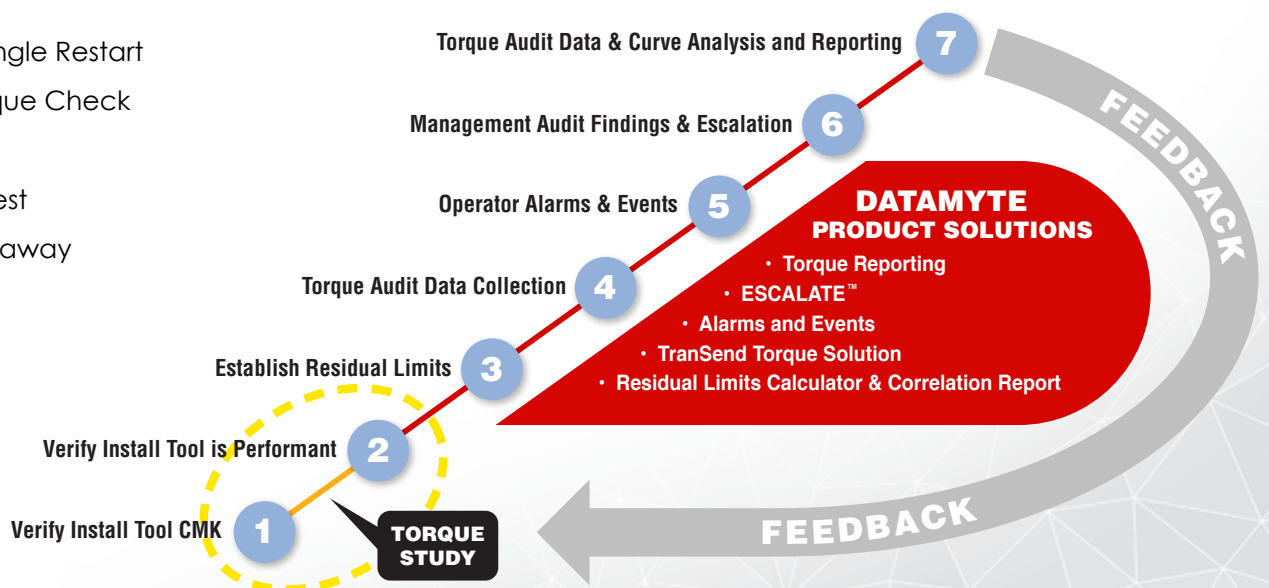 ngle Restart
que Check
est
away
Torque Audit Data & Curve Analysis and Reporting
7
Management Audit Findings & Escalation
6
Operator Alarms & Events
5
Torque Audit Data Collection
4
Establish Residual Limits
3
Verify Install Tool is Performant
2
Verify Install Tool CMK
1
TORQUE
STUDY
DATAMYTE
PRODUCT SOLUTIONS
• Torque Reporting
• ESCALATE™
• Alarms and Events
• TranSend Torque Solution
• Residual Limits Calculator & Correlation Report
FEEDBACK
FEEDBACK